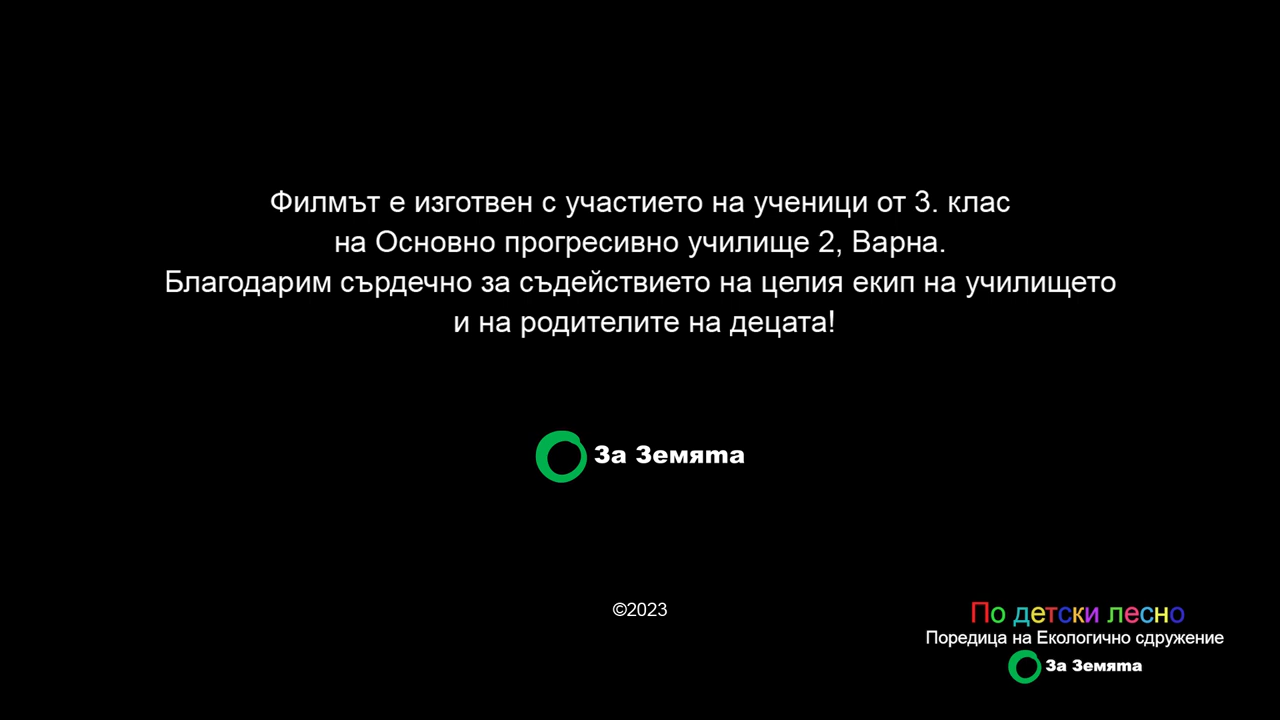 Филмът е изготвен с участието на ученици от 3. клас
на Основно прогресивно училище 2, Варна.
Благодарим сърдечно за съдействието на целия екип на училището
и на родителите на децата!
За Земята
©2023
По детски лесно
Поредица на Екологично сдружение
За Земята